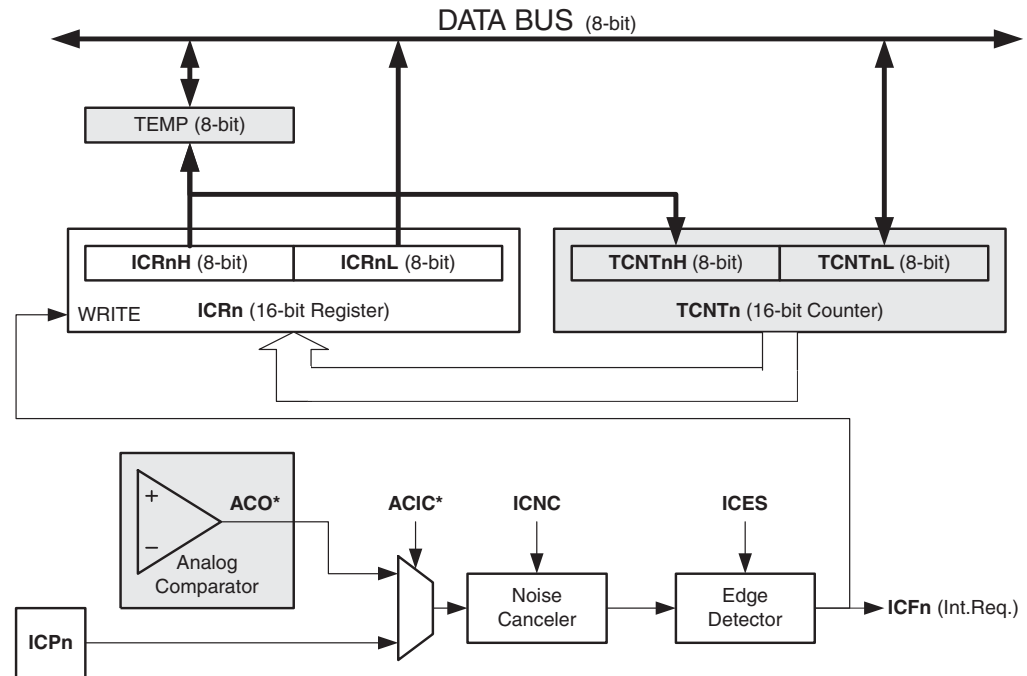 DATA BUS (8-bit)
TEMP (8-bit)
ICRnH (8-bit)
ICRnL (8-bit)
TCNTnH (8-bit)
TCNTnL (8-bit)
WRITE
ICRn (16-bit Register)
TCNTn (16-bit Counter)
+
−
ACO*
Analog
Comparator
ACIC*
ICNC
ICES
Noise
Canceler
Edge
Detector
ICFn (Int.Req.)
ICPn